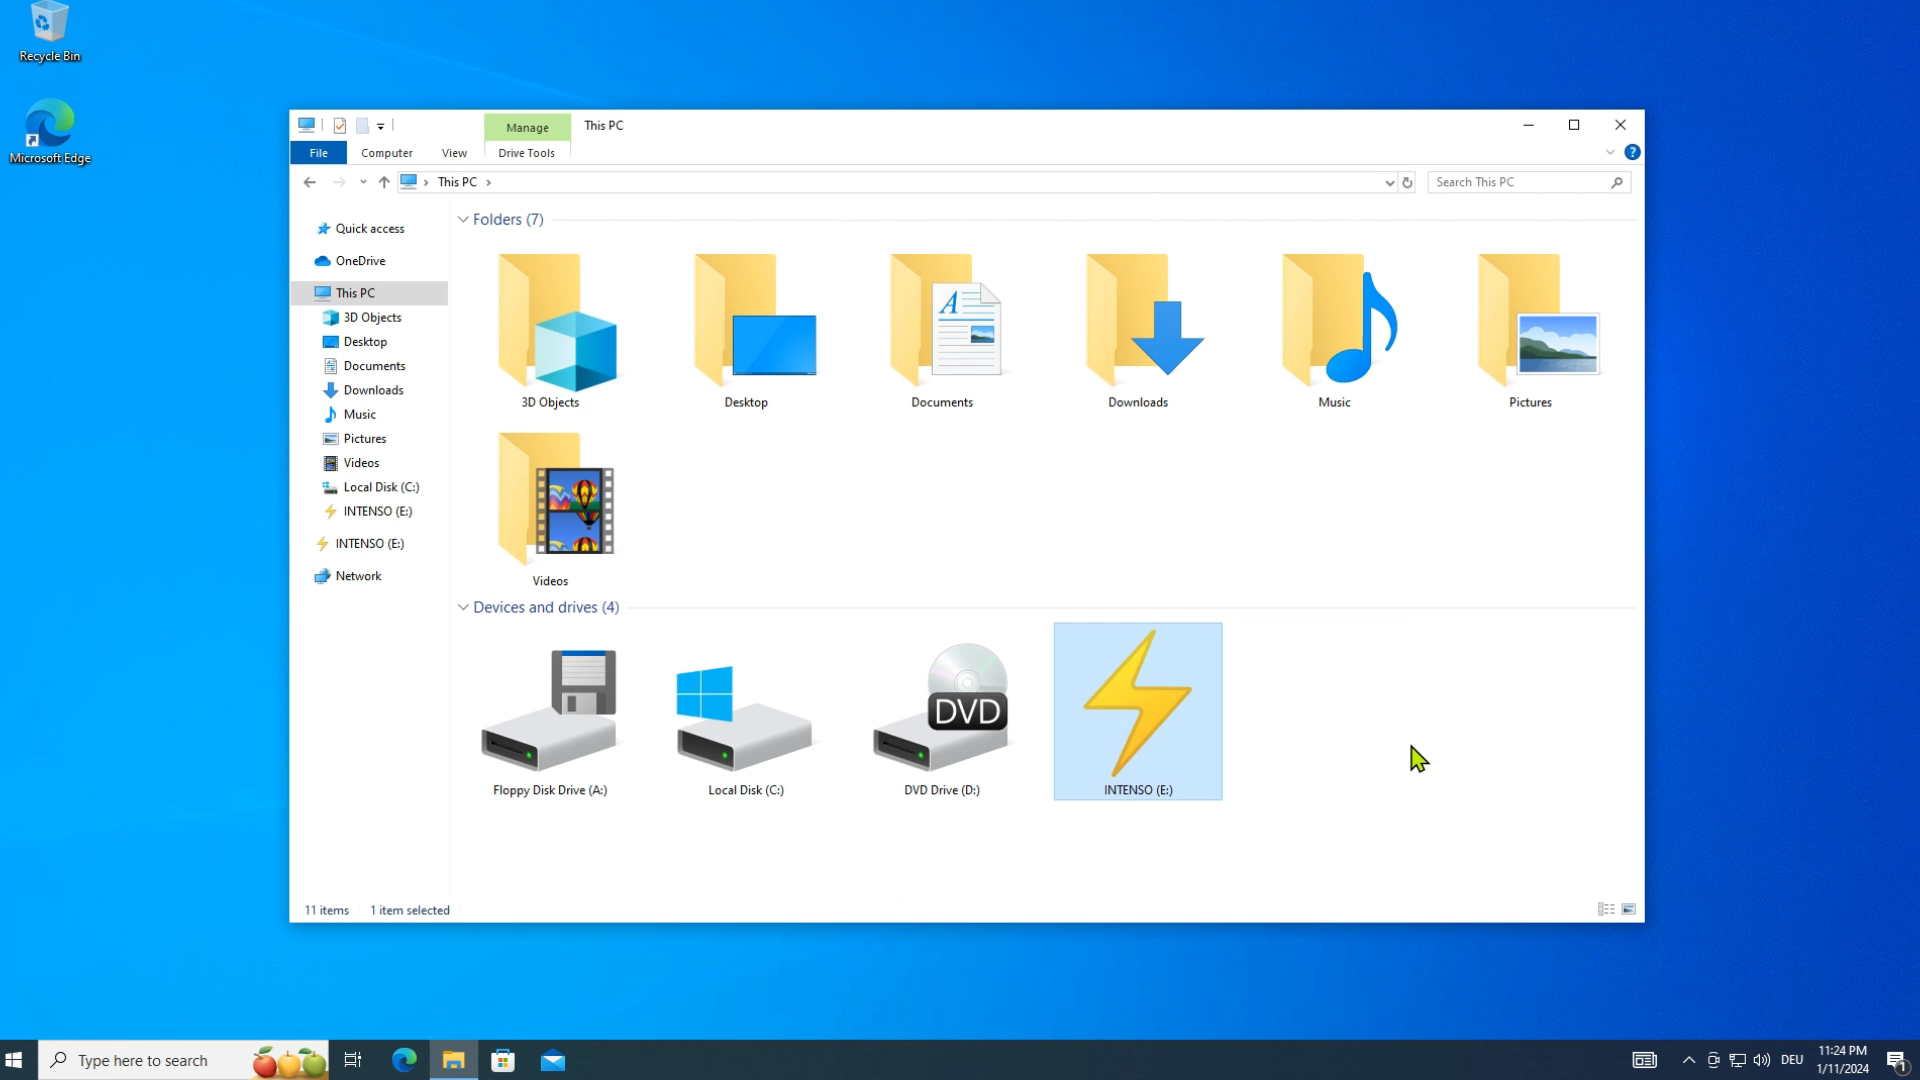 Recycle Bin
Microsoft Edge
Manage
This PC
File
Computer
View
Drive Tools
This PC
Search This PC
Quick access
OneDrive
This PC
3D Objects
Desktop
Documents
Downloads
Music
Pictures
Videos
Local Disk (C:)
INTENSO (E:)
INTENSO (E:)
Network
Folders (7)
A
3D Objects
Desktop
Documents
Downloads
Music
Pictures
Videos
Devices and drives (4)
DVD
Floppy Disk Drive (A:)
Local Disk (C:)
DVD Drive (D:)
INTENSO (E:)
11 items
1 item selected
Type here to search
DEU
11:24 PM
1/11/2024
1